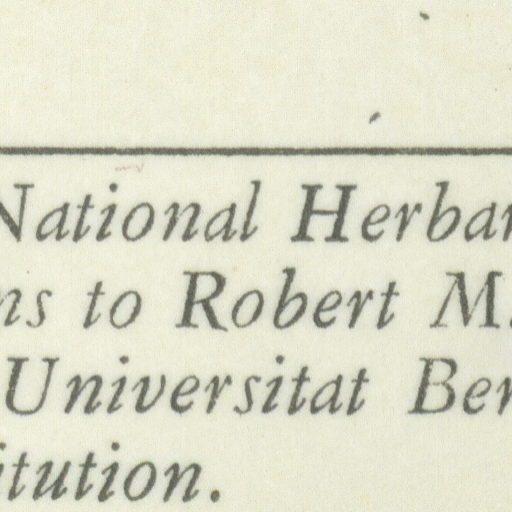 National Herbar
ns to Robert M.
Universitat Ber
itution.